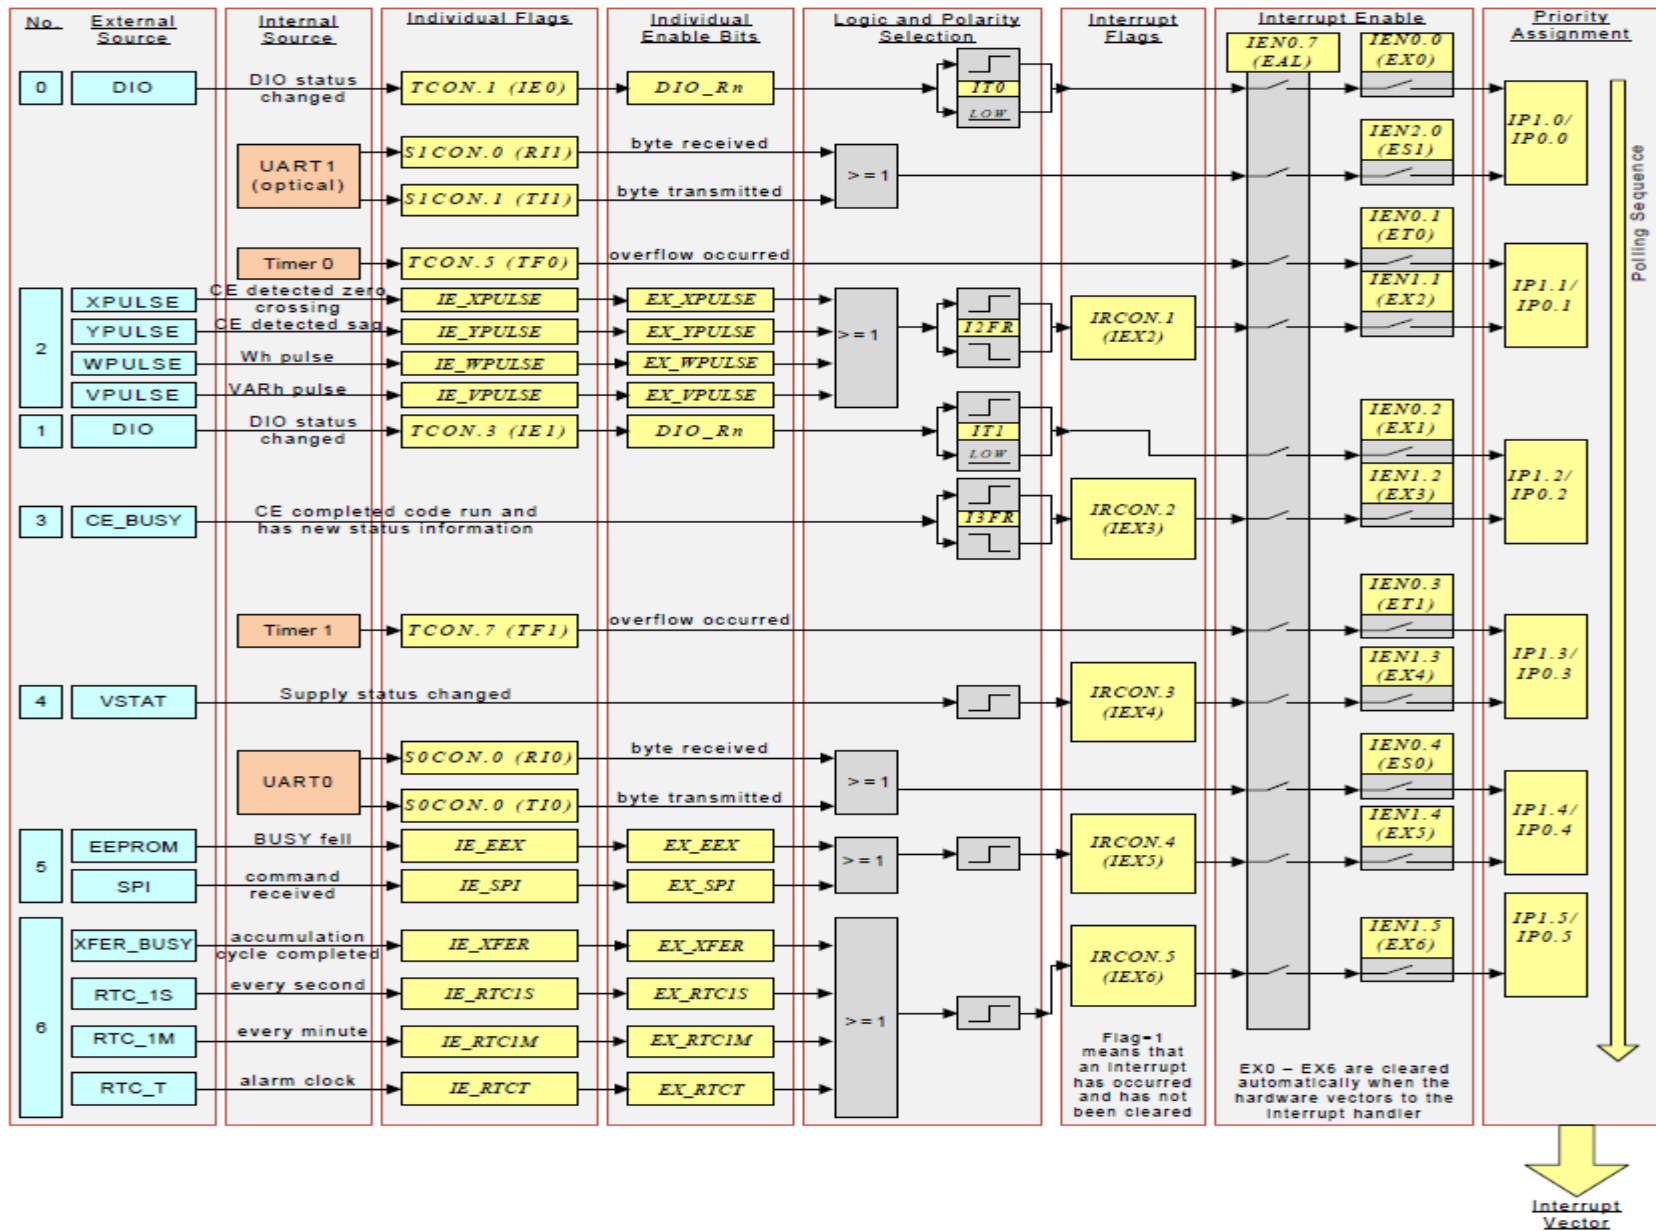 No.
External
Source
Internal
Source
Individual Flags
Individual
Enable Bits
Logic and Polarity
Selection
Interrupt
Flags
Interrupt Enable
Priority
Assignment
IEN0.7
(EAL)
0
DIO
DIO status
changed
TCON.1 (IE0)
DIO_Rn
IT0
LOW
IEN0.0
(EX0)
IP1.0/
IP0.0
UART1
(optical)
S1CON.0 (RI1)
byte received
S1CON.1 (TI1)
byte transmitted
>=1
IEN2.0
(ES1)
Timer 0
TCON.5 (TF0)
overflow occurred
IEN0.1
(ET0)
IP1.1/
IP0.1
2
XPULSE
CE detected zero
crossing
IE_XPULSE
EX_XPULSE
YPULSE
CE detected sag
IE_YPULSE
EX_YPULSE
WPULSE
Wh pulse
IE_WPULSE
EX_WPULSE
VPULSE
VARh pulse
IE_VPULSE
EX_VPULSE
>=1
I2FR
IRCON.1
(IEX2)
IEN1.1
(EX2)
1
DIO
DIO status
changed
TCON.3 (IE1)
DIO_Rn
IT1
LOW
IEN0.2
(EX1)
IP1.2/
IP0.2
3
CE_BUSY
CE completed code run and
has new status information
I3FR
IRCON.2
(IEX3)
IEN1.2
(EX3)
Timer 1
TCON.7 (TF1)
overflow occurred
IEN0.3
(ET1)
IP1.3/
IP0.3
4
VSTAT
Supply status changed
IRCON.3
(IEX4)
IEN1.3
(EX4)
UART0
S0CON.0 (RI0)
byte received
S0CON.0 (TI0)
byte transmitted
>=1
IEN0.4
(ES0)
IP1.4/
IP0.4
5
EEPROM
BUSY fell
IE_EEX
EX_EEX
SPI
command
received
IE_SPI
EX_SPI
>=1
IRCON.4
(IEX5)
IEN1.4
(EX5)
6
XFER_BUSY
accumulation
cycle completed
IE_XFER
EX_XFER
RTC_1S
every second
IE_RTC1S
EX_RTC1S
RTC_1M
every minute
IE_RTC1M
EX_RTC1M
RTC_T
alarm clock
IE_RTCT
EX_RTCT
>=1
IRCON.5
(IEX6)
IEN1.5
(EX6)
IP1.5/
IP0.5
Flag=1
means that
an interrupt
has occurred
and has not
been cleared
EX0 – EX6 are cleared
automatically when the
hardware vectors to the
interrupt handler
Polling Sequence
Interrupt
Vector